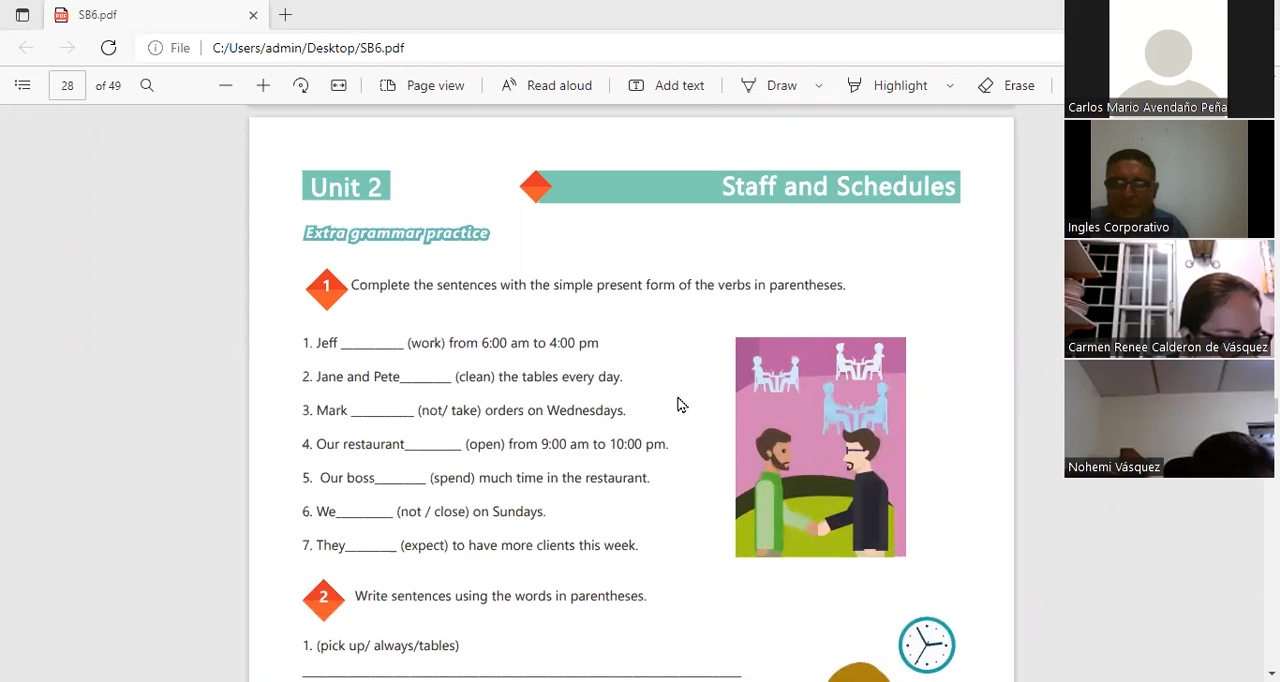 SB6.pdf
File C:/Users/admin/Desktop/SB6.pdf
28 of 49 Page view Read aloud Add text Draw Highlight Erase
Unit 2 Staff and Schedules
Extra grammar practice
1 Complete the sentences with the simple present form of the verbs in parentheses.
1. Jeff _________ (work) from 6:00 am to 4:00 pm
2. Jane and Pete_______ (clean) the tables every day.
3. Mark _________ (not/ take) orders on Wednesdays.
4. Our restaurant________ (open) from 9:00 am to 10:00 pm.
5. Our boss_______ (spend) much time in the restaurant.
6. We________ (not / close) on Sundays.
7. They_______ (expect) to have more clients this week.
2 Write sentences using the words in parentheses.
1. (pick up/ always/tables)
Carlos Mario Avendaño Peña
Ingles Corporativo
Carmen Renee Calderon de Vásquez
Nohemi Vásquez